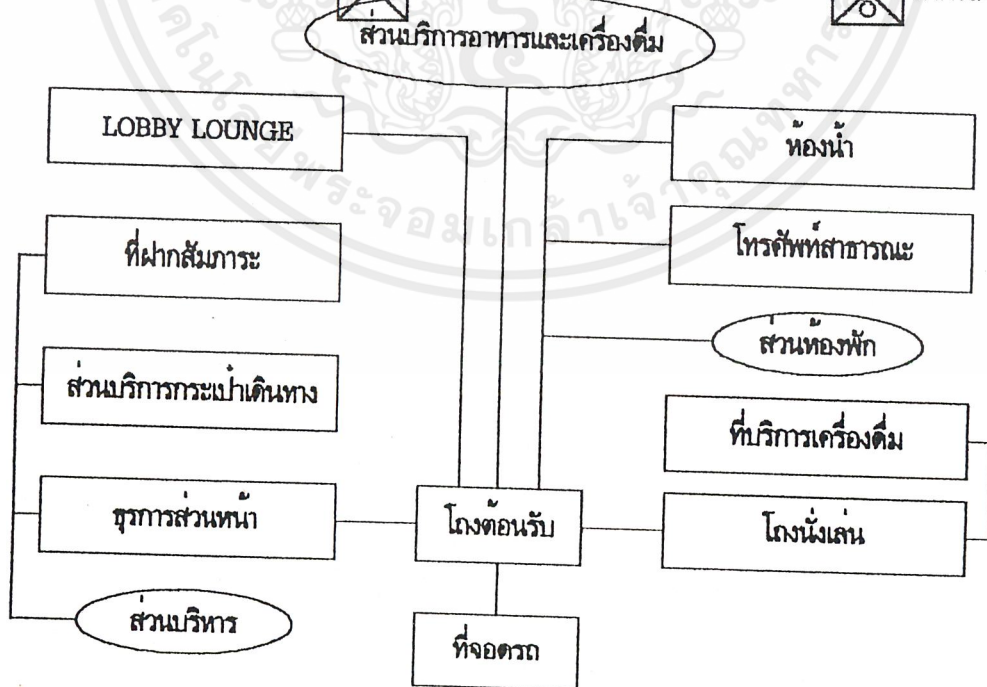 ส่วนบริการอาหารและเครื่องดื่ม
LOBBY LOUNGE
ห้องน้ำ
ที่ฝากสัมภาระ
โทรศัพท์สาธารณะ
ส่วนห้องพัก
ส่วนบริการกระเป๋าเดินทาง
ที่บริการเครื่องดื่ม
ธุรการส่วนหน้า
โถงต้อนรับ
โถงนั่งเล่น
ส่วนบริหาร
ที่จอดรถ